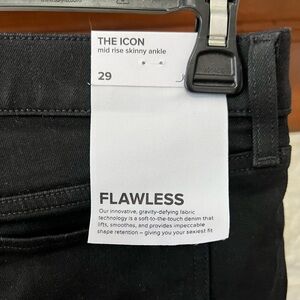 THE ICON
mid rise skinny ankle
29
FLAWLESS
Our innovative, gravity-defying fabric
technology is a soft-to-the-touch denim that
lifts, smoothes, and provides impeccable
shape retention – giving you your sexiest fit